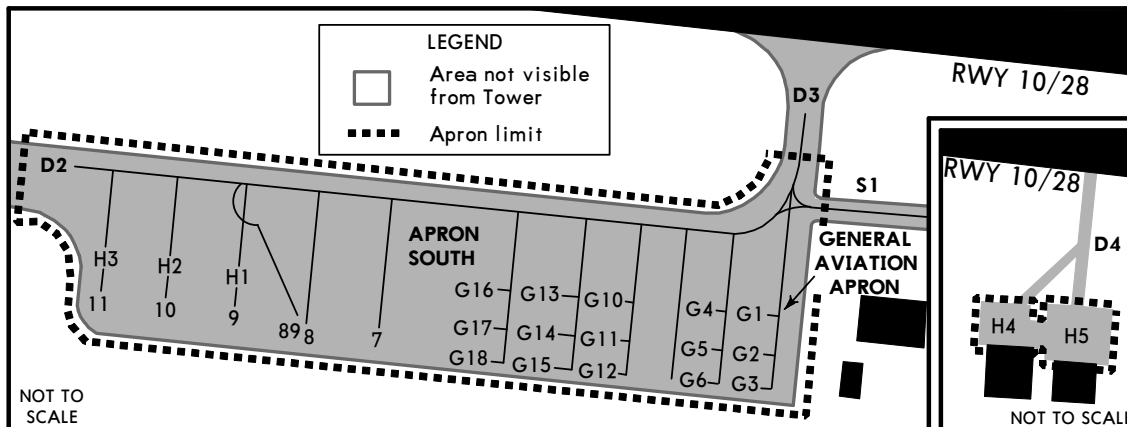 LEGEND
Area not visible
from Tower
Apron limit
RWY 10/28
D3
D2
S1
APRON
SOUTH
GENERAL
AVIATION
APRON
H3
11
H2
10
H1
9
89
8
7
G16
G17
G18
G13
G14
G15
G10
G11
G12
G4
G5
G6
G1
G2
G3
NOT TO
SCALE
RWY 10/28
D4
H4
H5
NOT TO SCALE